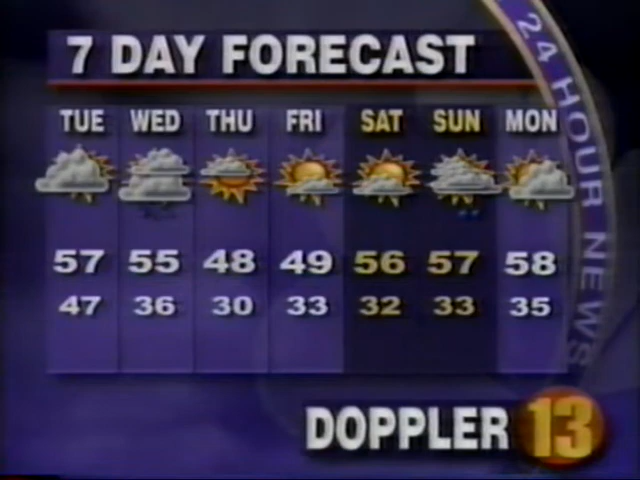 7 DAY FORECAST
TUE WED THU FRI SAT SUN MON
57 55 48 49 56 57 58
47 36 30 33 32 33 35
DOPPLER 13
24 HOUR NEWS